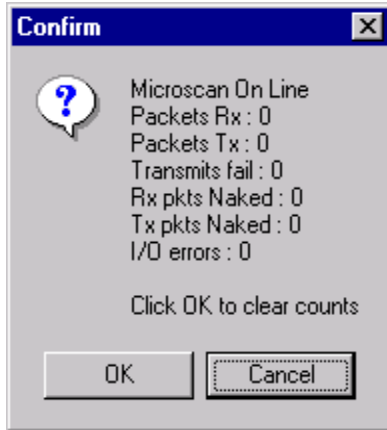 Confirm
Microscan On Line
Packets Rx : 0
Packets Tx : 0
Transmits fail : 0
Rx pkts Naked : 0
Tx pkts Naked : 0
I/O errors : 0
Click OK to clear counts
OK
Cancel